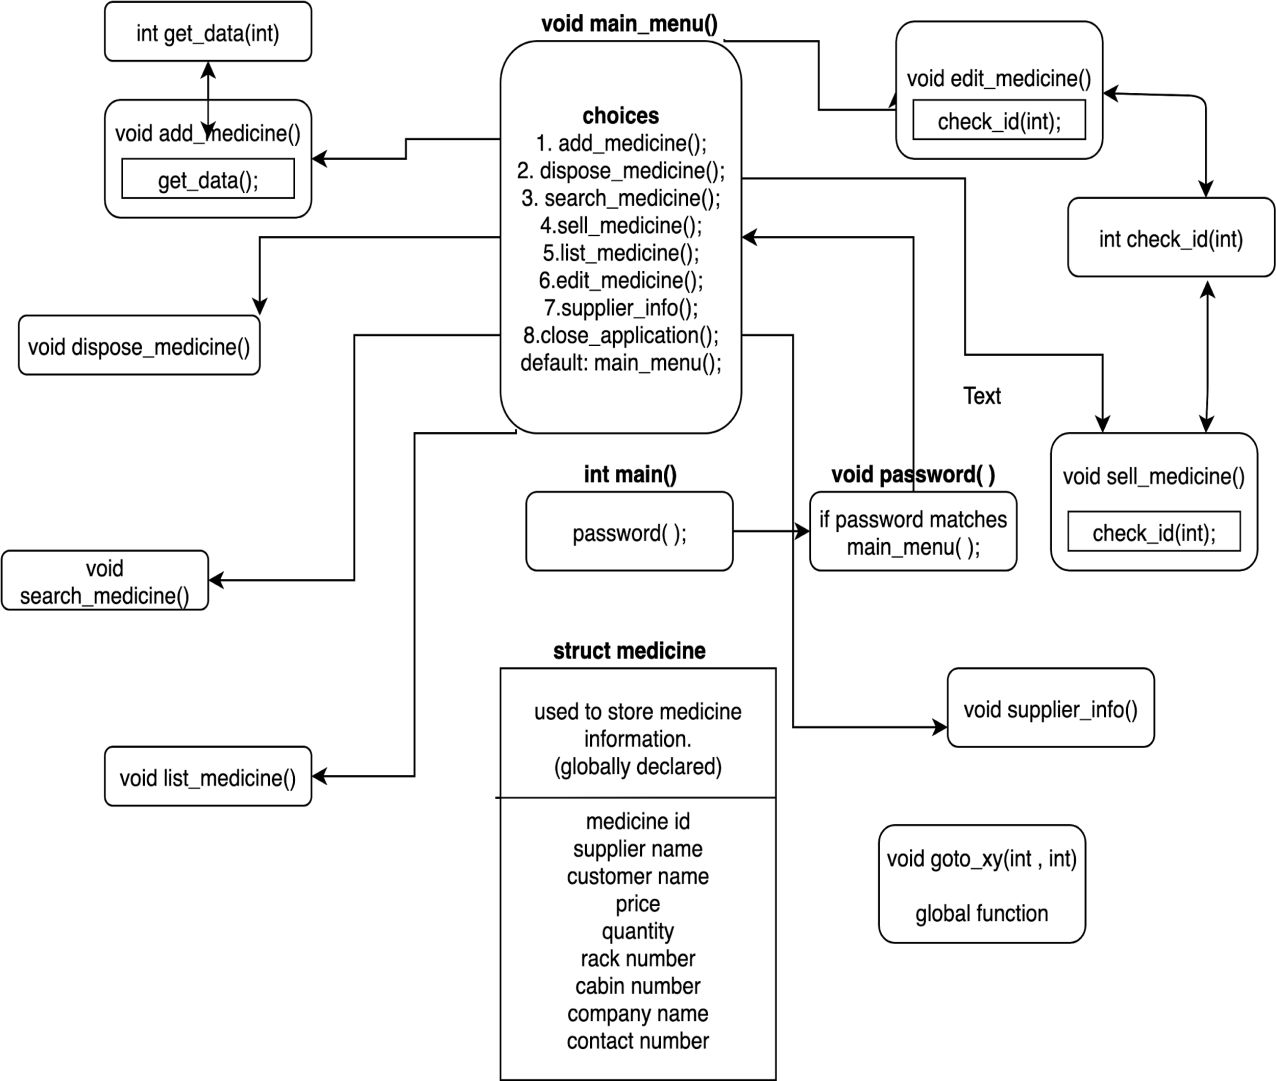 int get_data(int)
void add_medicine()
get_data();
void dispose_medicine()
void
search_medicine()
void list_medicine()
void main_menu()
choices
1. add_medicine();
2. dispose_medicine();
3. search_medicine();
4.sell_medicine();
5.list_medicine();
6.edit_medicine();
7.supplier_info();
8.close_application();
default: main_menu();
int main()
password( );
void password( )
if password matches
main_menu( );
struct medicine
used to store medicine
information.
(globally declared)
medicine id
supplier name
customer name
price
quantity
rack number
cabin number
company name
contact number
void edit_medicine()
check_id(int);
int check_id(int)
Text
void sell_medicine()
check_id(int);
void supplier_info()
void goto_xy(int , int)
global function